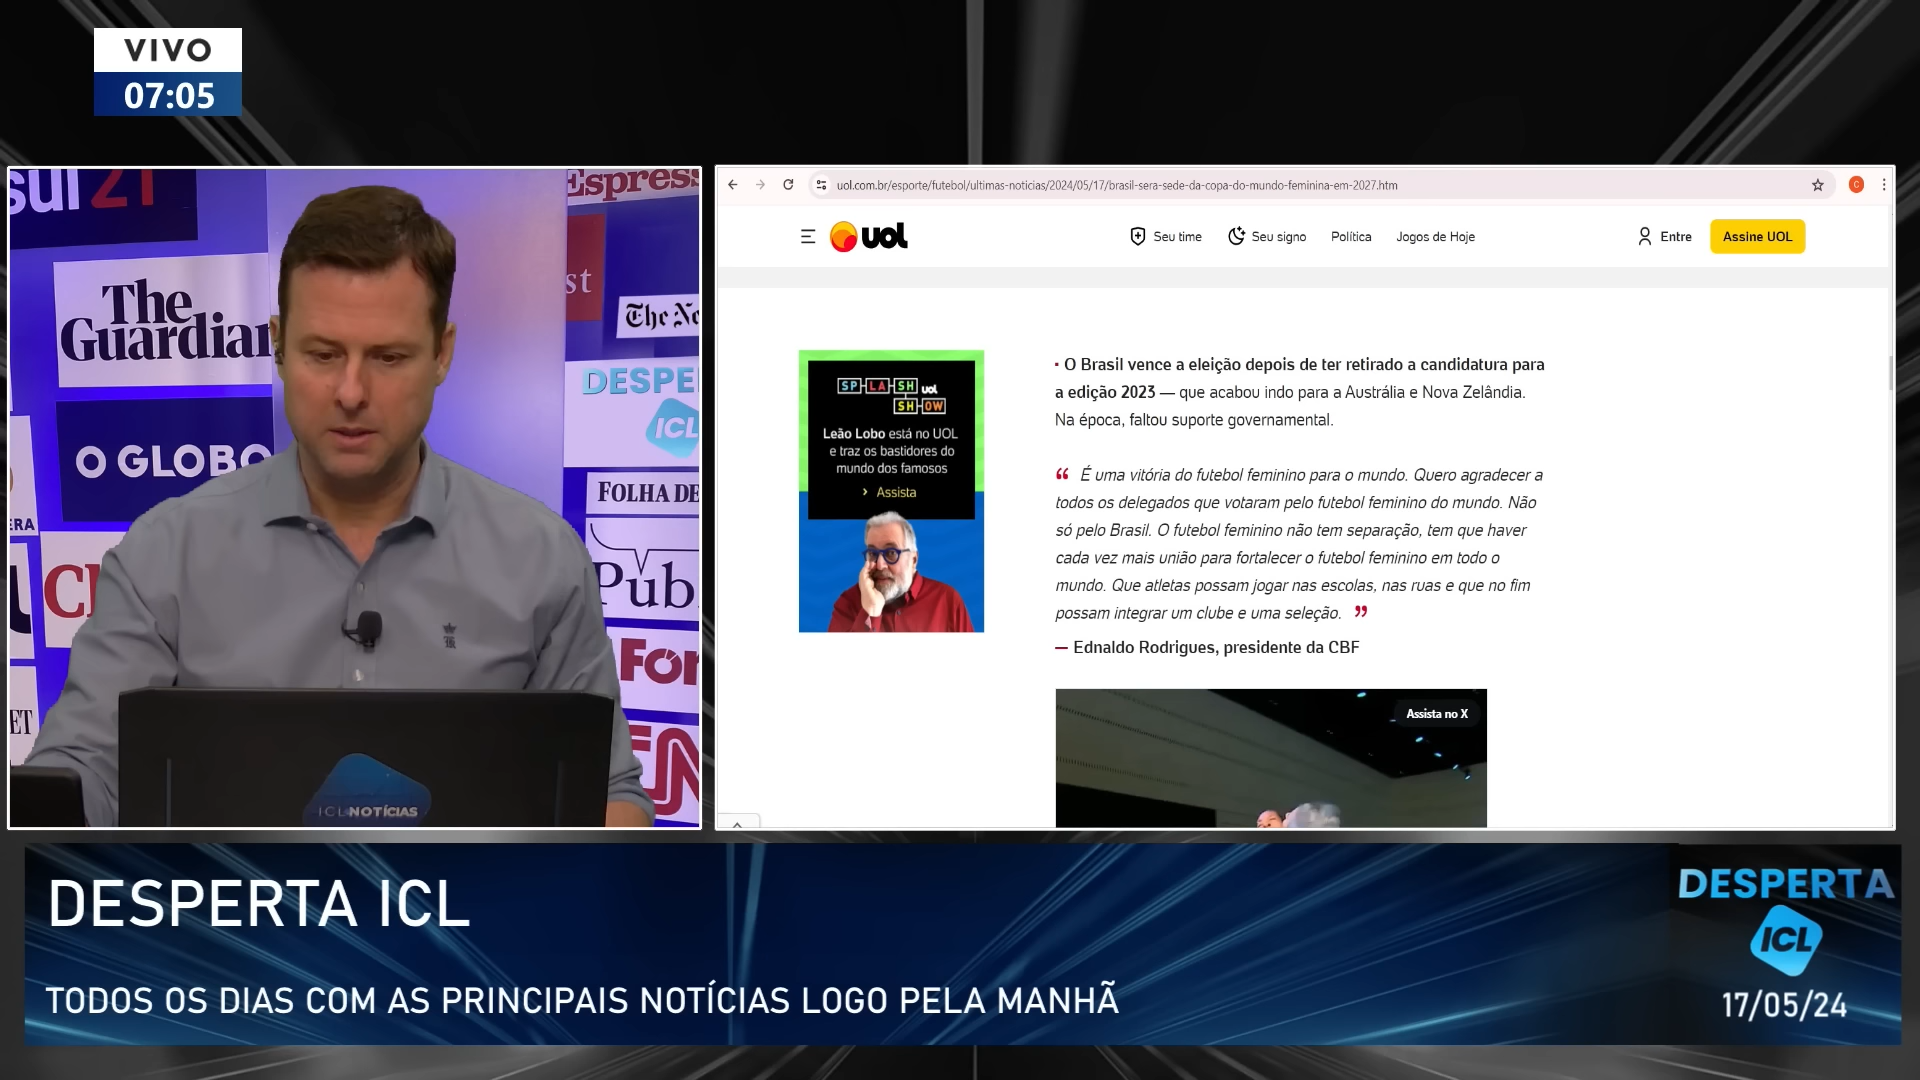 VIVO
07:05
sul 21
The
Guardian
O GLOBO
Espress
The Ne
DESPE
ICL
FOLHA DE
Pub
For
ERA
ET
ICL NOTÍCIAS
uol.com.br/esporte/futebol/ultimas-noticias/2024/05/17/brasil-sera-sede-da-copa-do-mundo-feminina-em-2027.htm
C
uol
Seu time
Seu signo
Política
Jogos de Hoje
Entre
Assine UOL
SPLASH uol
SHOW
Leão Lobo está no UOL
e traz os bastidores do
mundo dos famosos
› Assista
· O Brasil vence a eleição depois de ter retirado a candidatura para
a edição 2023 — que acabou indo para a Austrália e Nova Zelândia.
Na época, faltou suporte governamental.
“ É uma vitória do futebol feminino para o mundo. Quero agradecer a
todos os delegados que votaram pelo futebol feminino do mundo. Não
só pelo Brasil. O futebol feminino não tem separação, tem que haver
cada vez mais união para fortalecer o futebol feminino em todo o
mundo. Que atletas possam jogar nas escolas, nas ruas e que no fim
possam integrar um clube e uma seleção. ”
— Ednaldo Rodrigues, presidente da CBF
Assista no X
DESPERTA ICL
TODOS OS DIAS COM AS PRINCIPAIS NOTÍCIAS LOGO PELA MANHÃ
DESPERTA
ICL
17/05/24